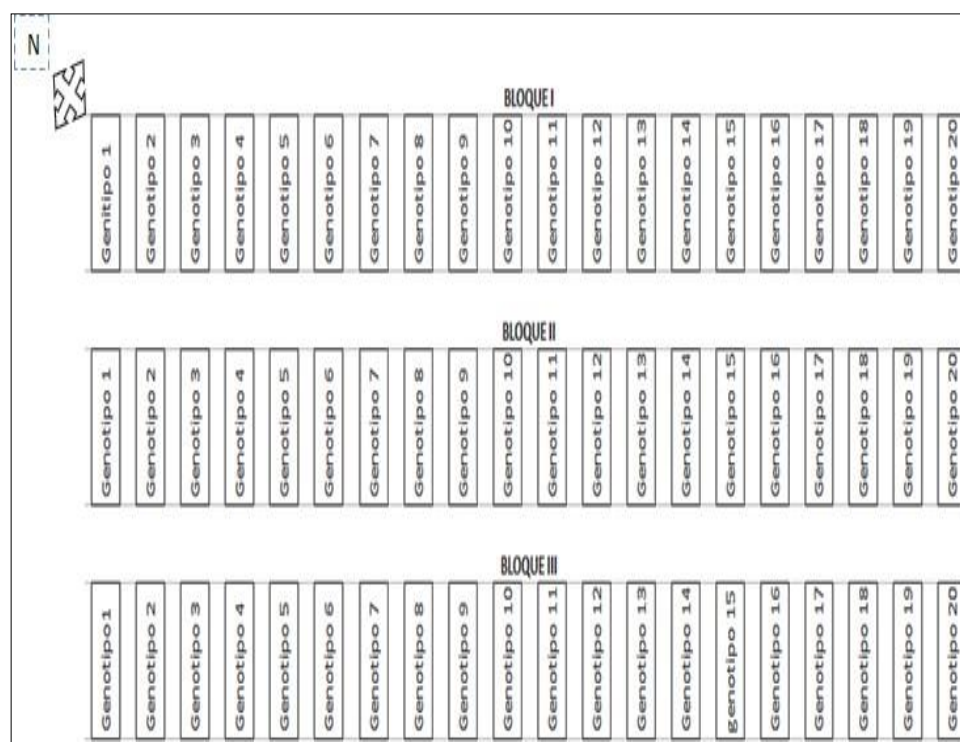 N
BLOQUE I
Genitipo 1
Genotipo 2
Genotipo 3
Genotipo 4
Genotipo 5
Genotipo 6
Genotipo 7
Genotipo 8
Genotipo 9
Genotipo 10
Genotipo 11
Genotipo 12
Genotipo 13
Genotipo 14
Genotipo 15
Genotipo 16
Genotipo 17
Genotipo 18
Genotipo 19
Genotipo 20
BLOQUE II
Genotipo 1
Genotipo 2
Genotipo 3
Genotipo 4
Genotipo 5
Genotipo 6
Genotipo 7
Genotipo 8
Genotipo 9
Genotipo 10
Genotipo 11
Genotipo 12
Genotipo 13
Genotipo 14
Genotipo 15
Genotipo 16
Genotipo 17
Genotipo 18
Genotipo 19
Genotipo 20
BLOQUE III
Genotipo1
Genotipo 2
Genotipo 3
Genotipo 4
Genotipo 5
Genotipo 6
Genotipo 7
Genotipo 8
Genotipo 9
Genotipo 10
Genotipo 11
Genotipo 12
Genotipo 13
Genotipo 14
genotipo 15
Genotipo 16
Genotipo 17
Genotipo 18
Genotipo 19
Genotipo 20